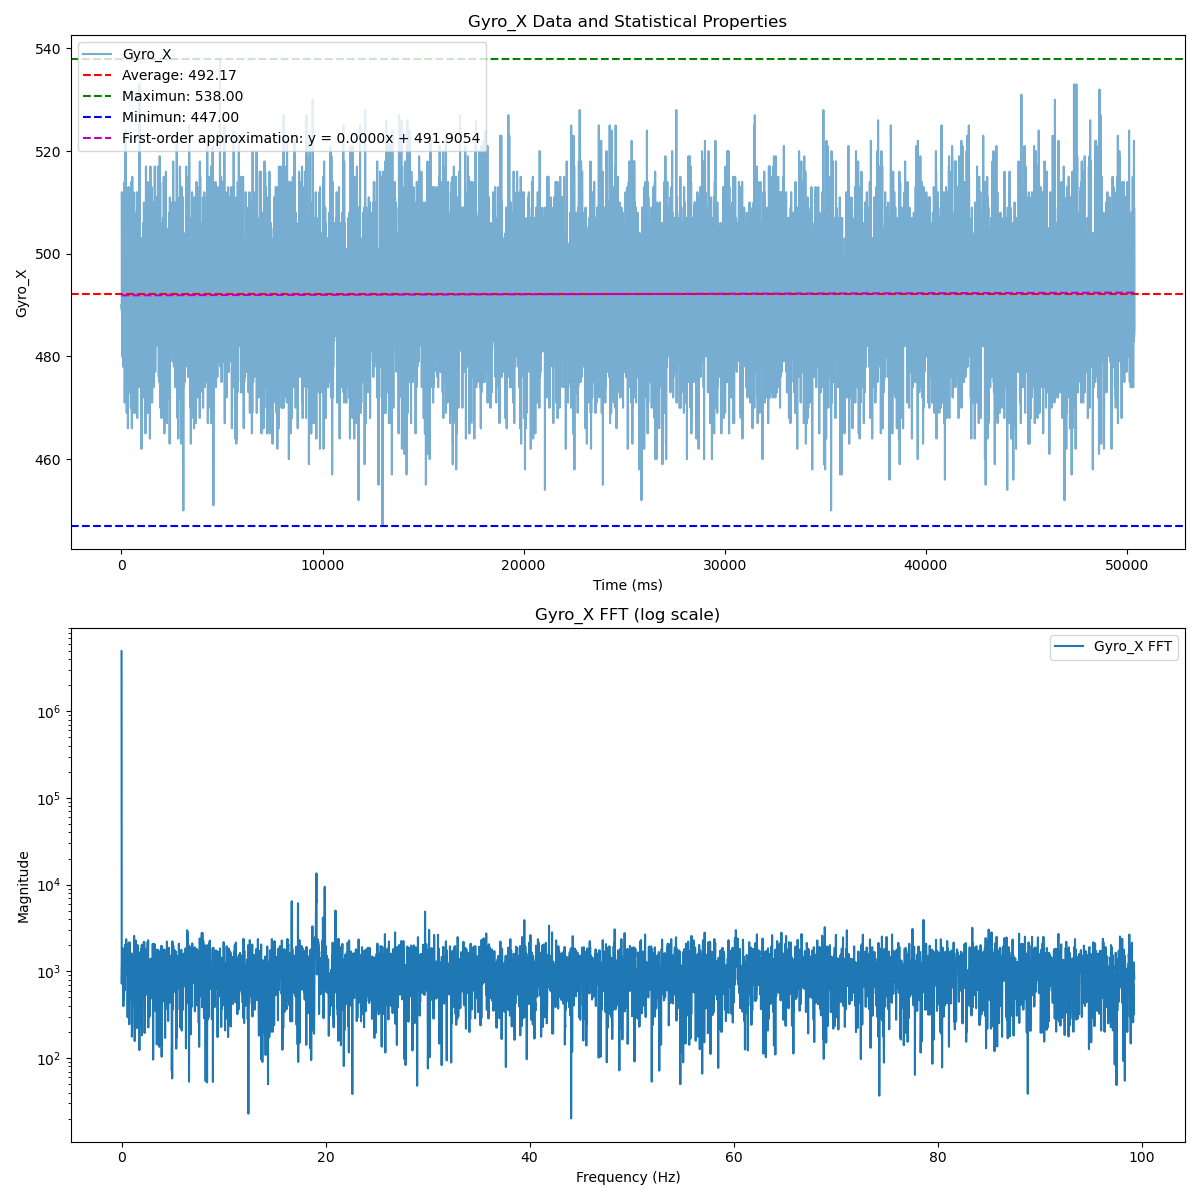 Gyro_X Data and Statistical Properties
Gyro_X
Average: 492.17
Maximun: 538.00
Minimun: 447.00
First-order approximation: y = 0.0000x + 491.9054
540
520
500
480
460
Gyro_X
0 10000 20000 30000 40000 50000
Time (ms)
Gyro_X FFT (log scale)
Gyro_X FFT
10^6
10^5
10^4
10^3
10^2
Magnitude
0 20 40 60 80 100
Frequency (Hz)